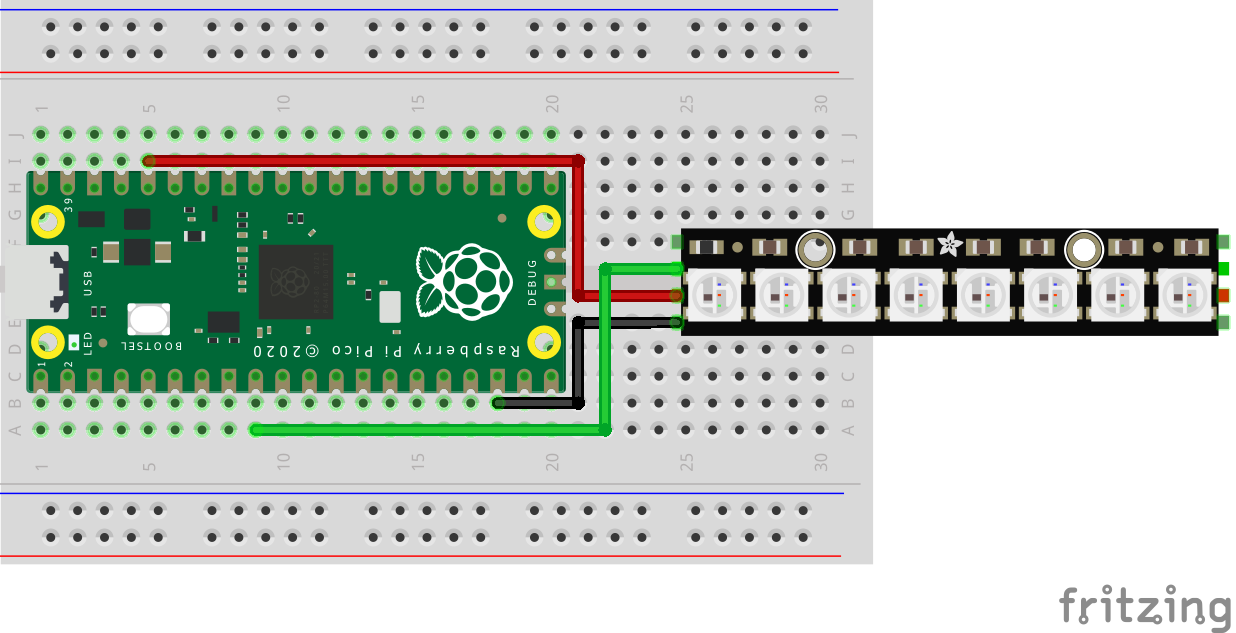 1 5 10 15 20 25 30
J J
I I
H H
G G
F
39
USB
DEBUG
E
LED
BOOTSEL
Raspberry Pi Pico ©2020
1
2
D D
C C
B B
A A
1 5 10 15 20 25 30
fritzing